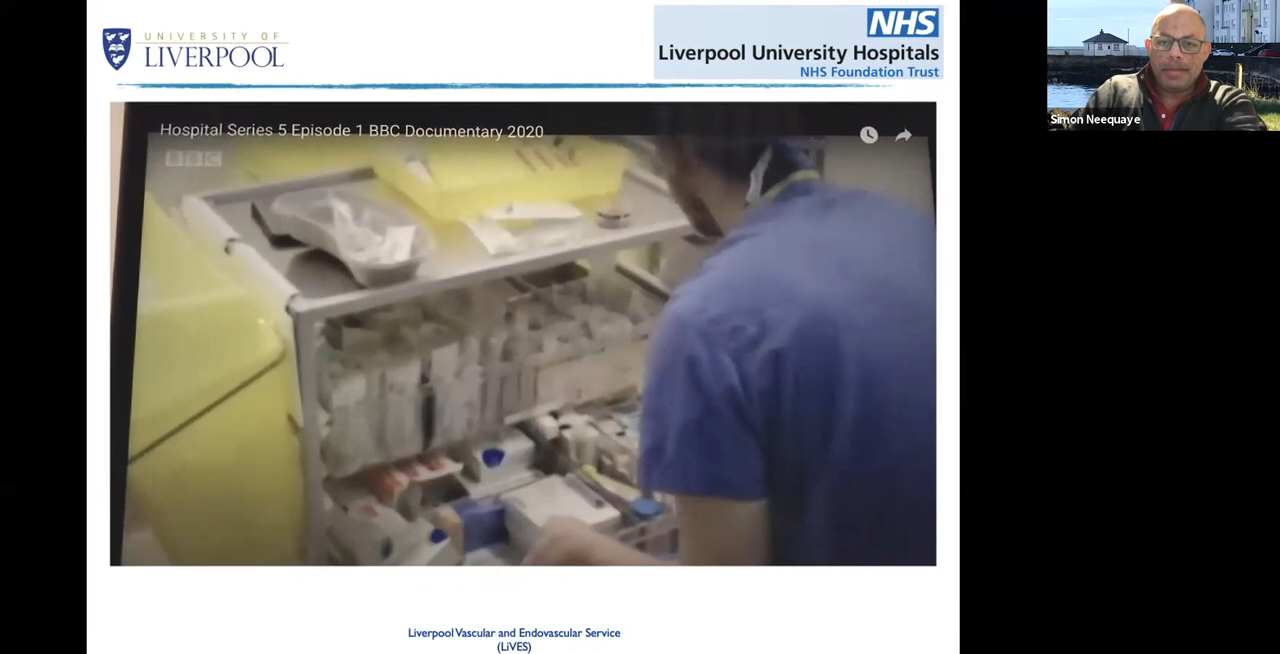 UNIVERSITY OF
LIVERPOOL
NHS
Liverpool University Hospitals
NHS Foundation Trust
Simon Neequaye
Hospital Series 5 Episode 1 BBC Documentary 2020
BBC
Liverpool Vascular and Endovascular Service
(LiVES)